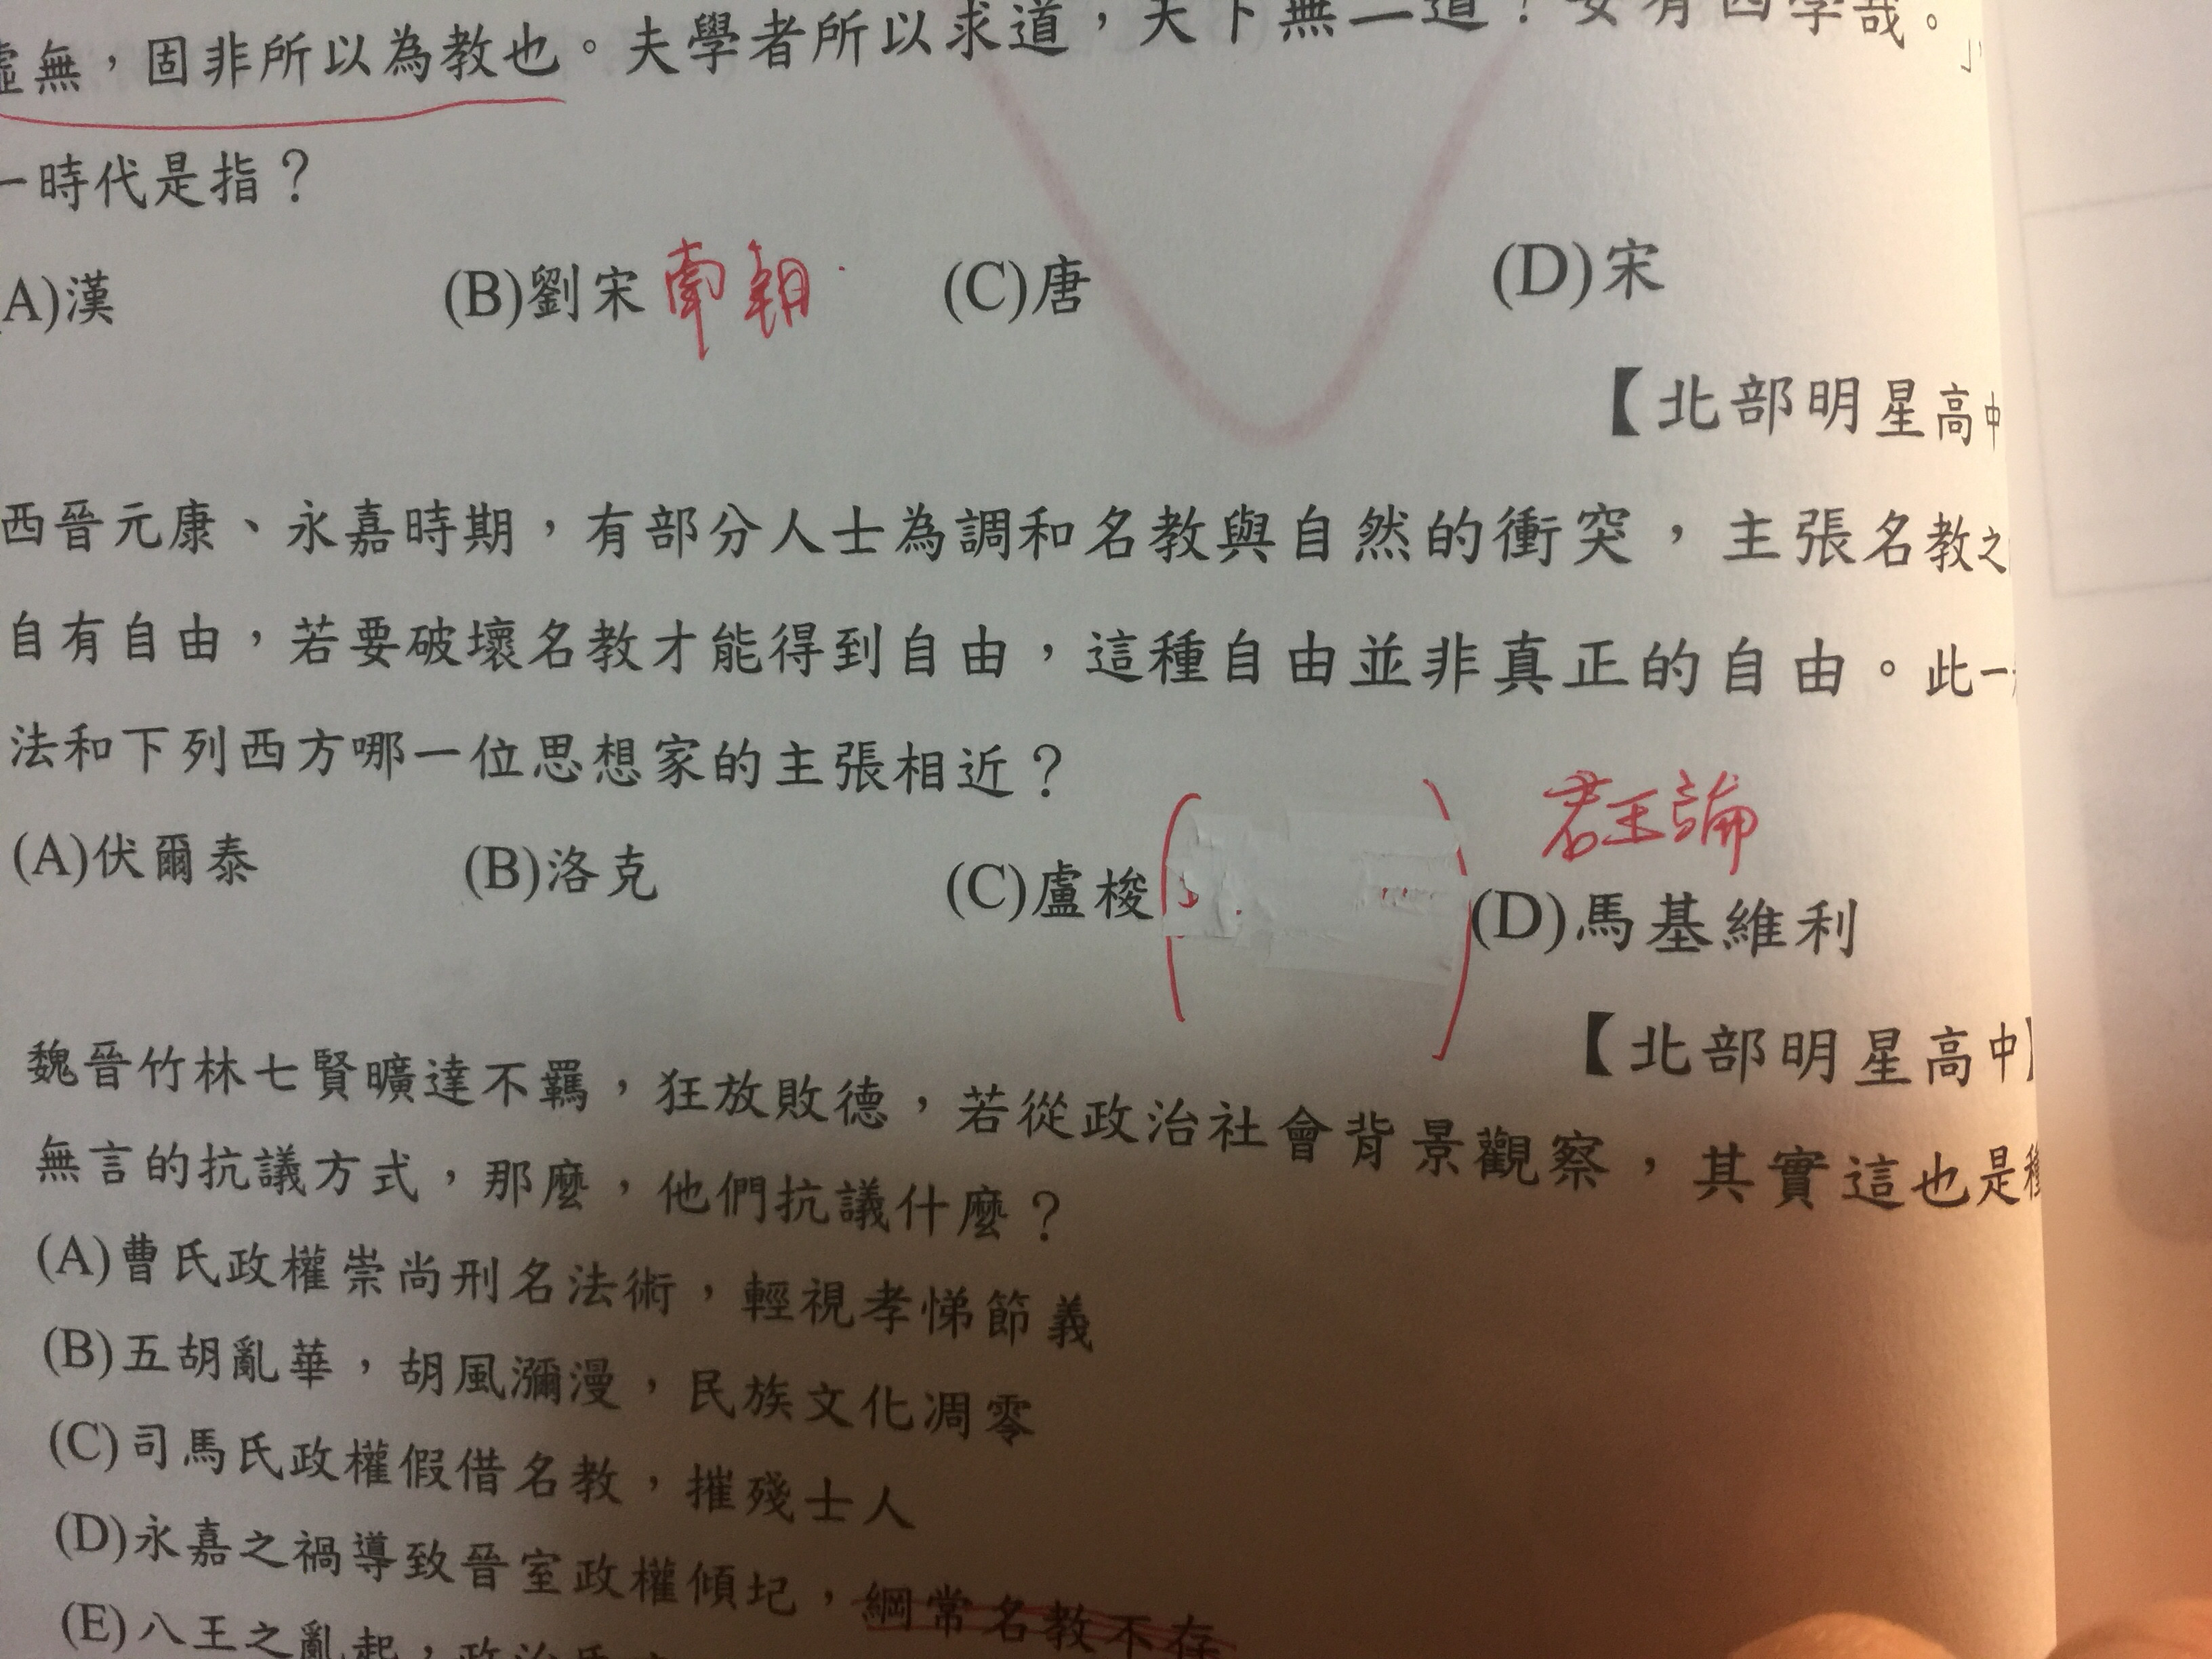 虛無，固非所以為教也。夫學者所以求道，天下無二道！安有四學哉。
一時代是指？
(A)漢 (B)劉宋 南朝 (C)唐 (D)宋
【北部明星高中
西晉元康、永嘉時期，有部分人士為調和名教與自然的衝突，主張名教之
自有自由，若要破壞名教才能得到自由，這種自由並非真正的自由。此一
法和下列西方哪一位思想家的主張相近？
君王論
(A)伏爾泰 (B)洛克 (C)盧梭 ( ) (D)馬基維利
【北部明星高中】
魏晉竹林七賢曠達不羈，狂放敗德，若從政治社會背景觀察，其實這也是種
無言的抗議方式，那麼，他們抗議什麼？
(A)曹氏政權崇尚刑名法術，輕視孝悌節義
(B)五胡亂華，胡風瀰漫，民族文化凋零
(C)司馬氏政權假借名教，摧殘士人
(D)永嘉之禍導致晉室政權傾圮，綱常名教不存
(E)八王之亂起，政治